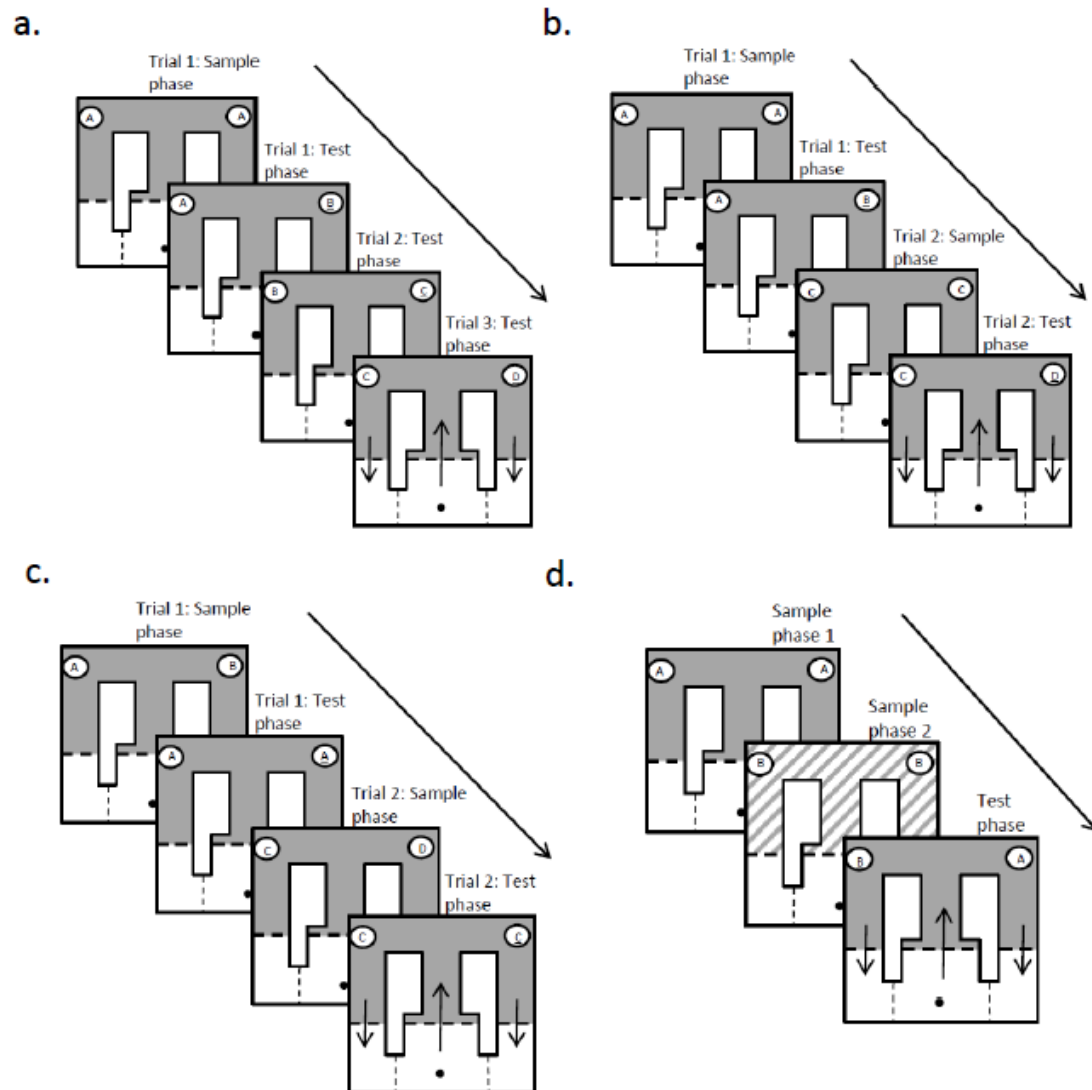 a.
Trial 1: Sample
phase
A A
Trial 1: Test
phase
A B
Trial 2: Test
phase
B C
Trial 3: Test
phase
C D
b.
Trial 1: Sample
phase
A A
Trial 1: Test
phase
A B
Trial 2: Sample
phase
C C
Trial 2: Test
phase
C D
c.
Trial 1: Sample
phase
A B
Trial 1: Test
phase
A A
Trial 2: Sample
phase
C D
Trial 2: Test
phase
C C
d.
Sample
phase 1
A A
Sample
phase 2
B B
Test
phase
B A